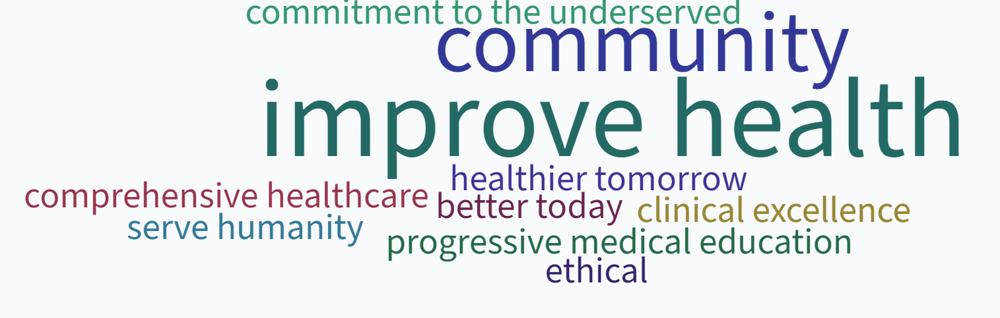 commitment to the underserved
community
improve health
healthier tomorrow
comprehensive healthcare
better today
clinical excellence
serve humanity
progressive medical education
ethical